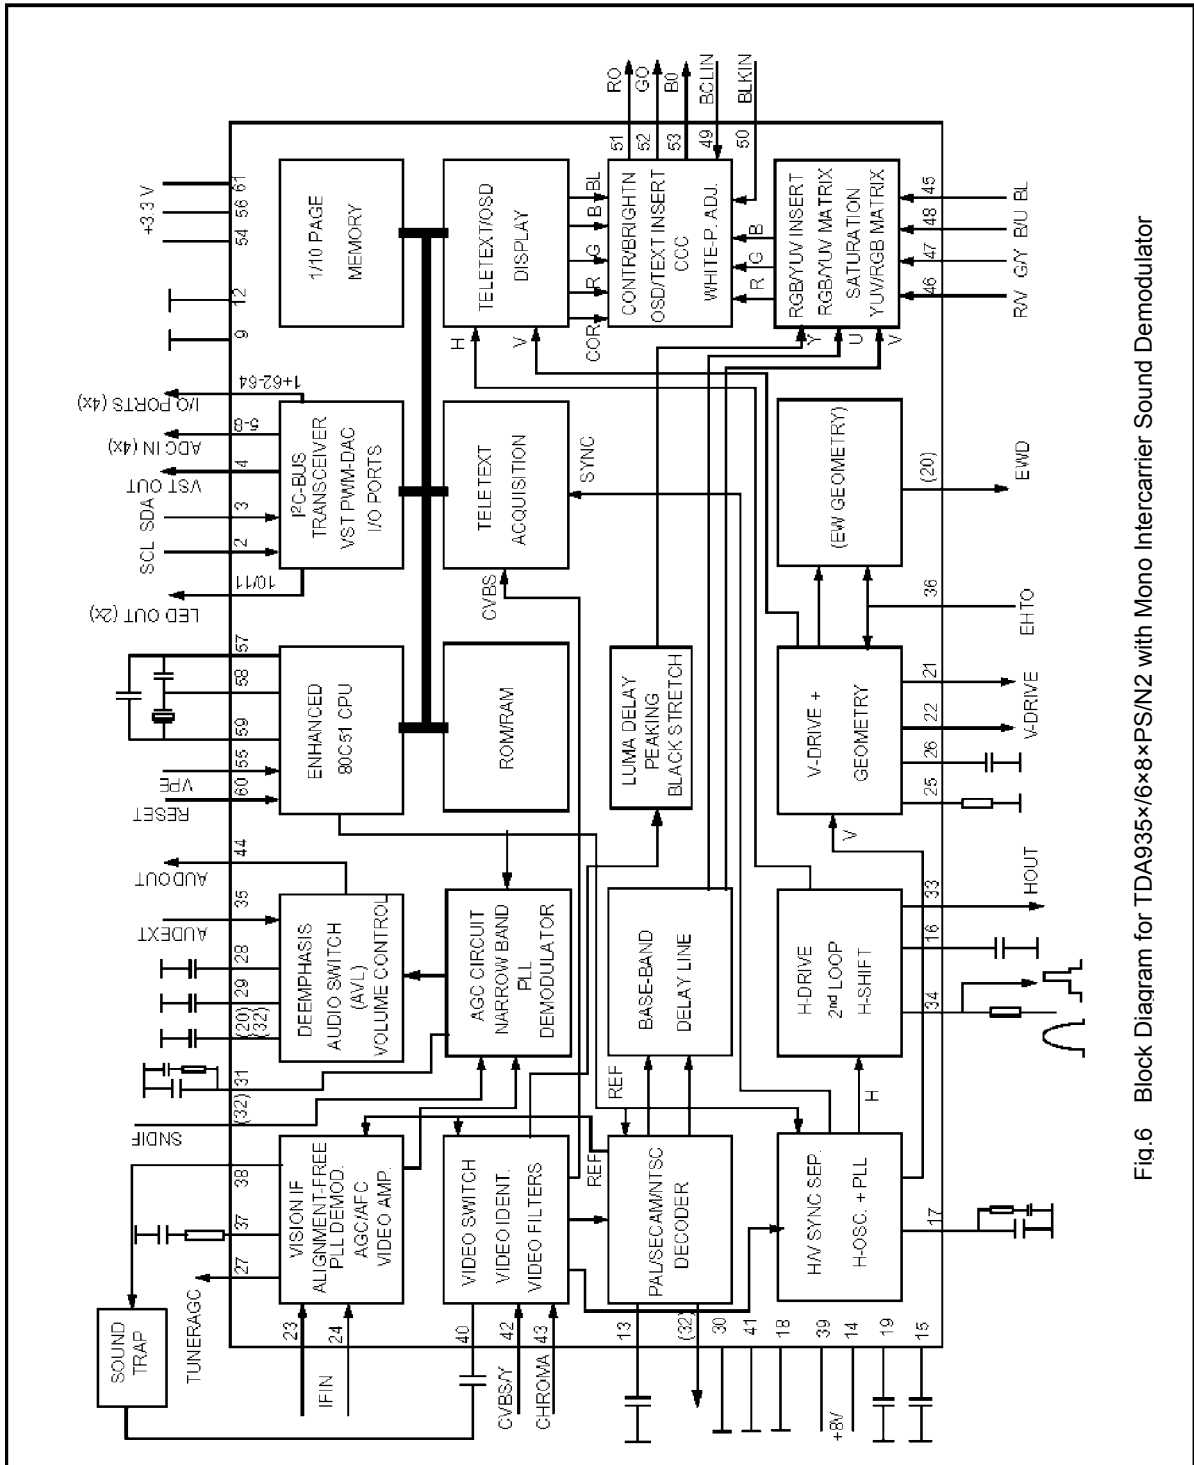 SOUND
TRAP
TUNERAGC
27
37
38
SNDIF
(32)
31
(20)
(32)
29
28
AUDEXT
35
AUDOUT
44
RESET
60
VPE
55
59
58
57
LED OUT (2x)
10/11
SCL
2
SDA
3
VST OUT
4
ADC IN (4x)
5-8
I/O PORTS (4x)
1+62-64
9
12
+3.3 V
54
56
61
IFIN
23
24
VISION IF
ALIGNMENT-FREE
PLL DEMOD.
AGC/AFC
VIDEO AMP.
DEEMPHASIS
AUDIO SWITCH
(AVL)
VOLUME CONTROL
ENHANCED
80C51 CPU
I²C-BUS
TRANSCEIVER
VST PWM-DAC
I/O PORTS
1/10 PAGE
MEMORY
40
CVBS/Y
42
CHROMA
43
VIDEO SWITCH
VIDEO IDENT.
VIDEO FILTERS
AGC CIRCUIT
NARROW BAND
PLL
DEMODULATOR
ROM/RAM
CVBS
TELETEXT
ACQUISITION
SYNC
H
V
TELETEXT/OSD
DISPLAY
COR
R
G
B
BL
REF
REF
13
(32)
30
41
18
39
+8V
14
19
15
PAL/SECAM/NTSC
DECODER
BASE-BAND
DELAY LINE
LUMA DELAY
PEAKING
BLACK STRETCH
CONTR/BRIGHTN
OSD/TEXT INSERT
CCC
WHITE-P. ADJ.
51
RO
52
GO
53
B0
49
BCLIN
50
BLKIN
R
G
B
Y
U
V
RGB/YUV INSERT
RGB/YUV MATRIX
SATURATION
YUV/RGB MATRIX
H/V SYNC SEP.
H-OSC. + PLL
H
H-DRIVE
2nd LOOP
H-SHIFT
V
V-DRIVE +
GEOMETRY
(EW GEOMETRY)
17
34
16
33
HOUT
25
26
22
21
V-DRIVE
36
EHTO
(20)
EWD
46
47
48
45
R/V
G/Y
B/U
BL
Fig.6 Block Diagram for TDA935×/6×8×PS/N2 with Mono Intercarrier Sound Demodulator